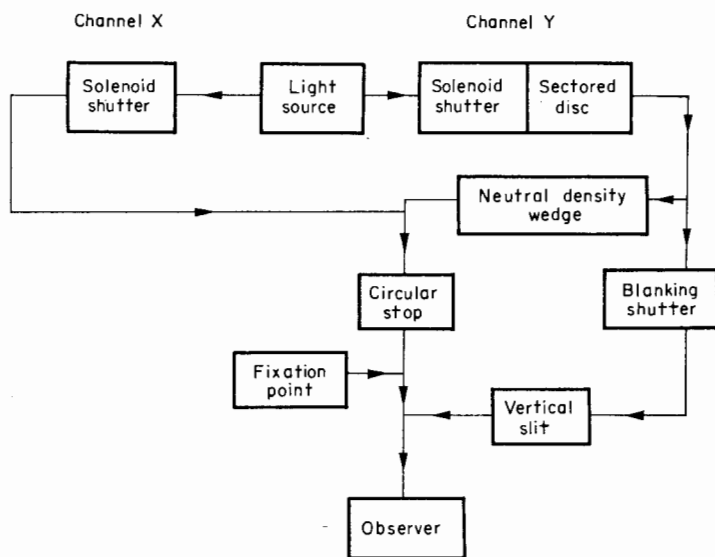 Channel X
Channel Y
Solenoid
shutter
Light
source
Solenoid
shutter
Sectored
disc
Neutral density
wedge
Circular
stop
Blanking
shutter
Fixation
point
Vertical
slit
Observer